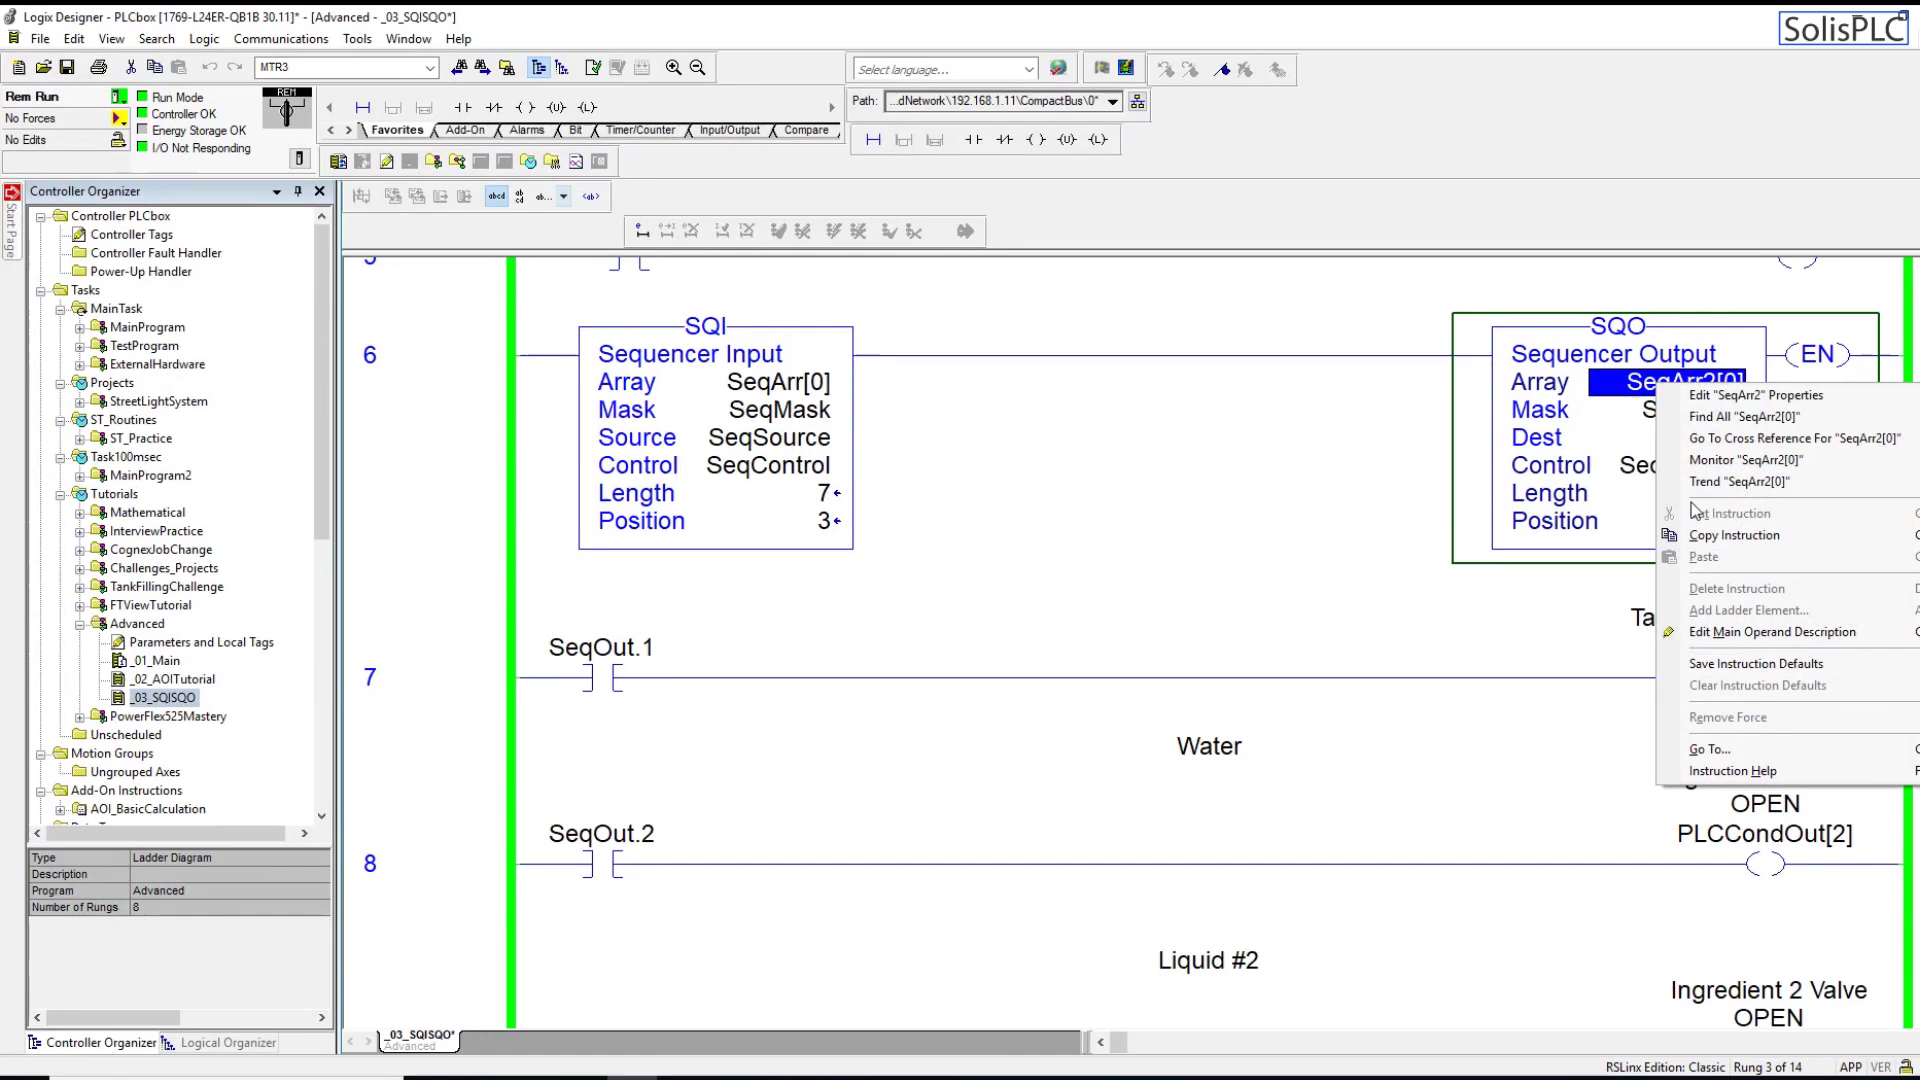 Logix Designer - PLCbox [1769-L24ER-QB1B 30.11]* - [Advanced - _03_SQISQO*]
SolisPLC
File Edit View Search Logic Communications Tools Window Help
MTR3
Select language...
Rem Run
No Forces
No Edits
Run Mode
Controller OK
Energy Storage OK
I/O Not Responding
REM
Path: ...dNetwork\192.168.1.11\CompactBus\0*
Favorites Add-On Alarms Bit Timer/Counter Input/Output Compare
Start Page
Controller Organizer
Controller PLCbox
Controller Tags
Controller Fault Handler
Power-Up Handler
Tasks
MainTask
MainProgram
TestProgram
ExternalHardware
Projects
StreetLightSystem
ST_Routines
ST_Practice
Task100msec
MainProgram2
Tutorials
Mathematical
InterviewPractice
CognexJobChange
Challenges_Projects
TankFillingChallenge
FTViewTutorial
Advanced
Parameters and Local Tags
_01_Main
_02_AOITutorial
_03_SQISQO
PowerFlex525Mastery
Unscheduled
Motion Groups
Ungrouped Axes
Add-On Instructions
AOI_BasicCalculation
Type Ladder Diagram
Description
Program Advanced
Number of Rungs 8
Controller Organizer Logical Organizer
6
SQI
Sequencer Input
Array SeqArr[0]
Mask SeqMask
Source SeqSource
Control SeqControl
Length 7
Position 3
SQO
Sequencer Output
EN
Array SeqArr2[0]
Mask S
Dest
Control Sec
Length
Position
Edit "SeqArr2" Properties
Find All "SeqArr2[0]"
Go To Cross Reference For "SeqArr2[0]"
Monitor "SeqArr2[0]"
Trend "SeqArr2[0]"
Instruction
Copy Instruction
Paste
Delete Instruction
Add Ladder Element...
Edit Main Operand Description
Save Instruction Defaults
Clear Instruction Defaults
Remove Force
Go To...
Instruction Help
Ta
SeqOut.1
7
Water
OPEN
PLCCondOut[2]
SeqOut.2
8
Liquid #2
Ingredient 2 Valve
OPEN
_03_SQISQO*
Advanced
RSLinx Edition: Classic Rung 3 of 14 APP VER